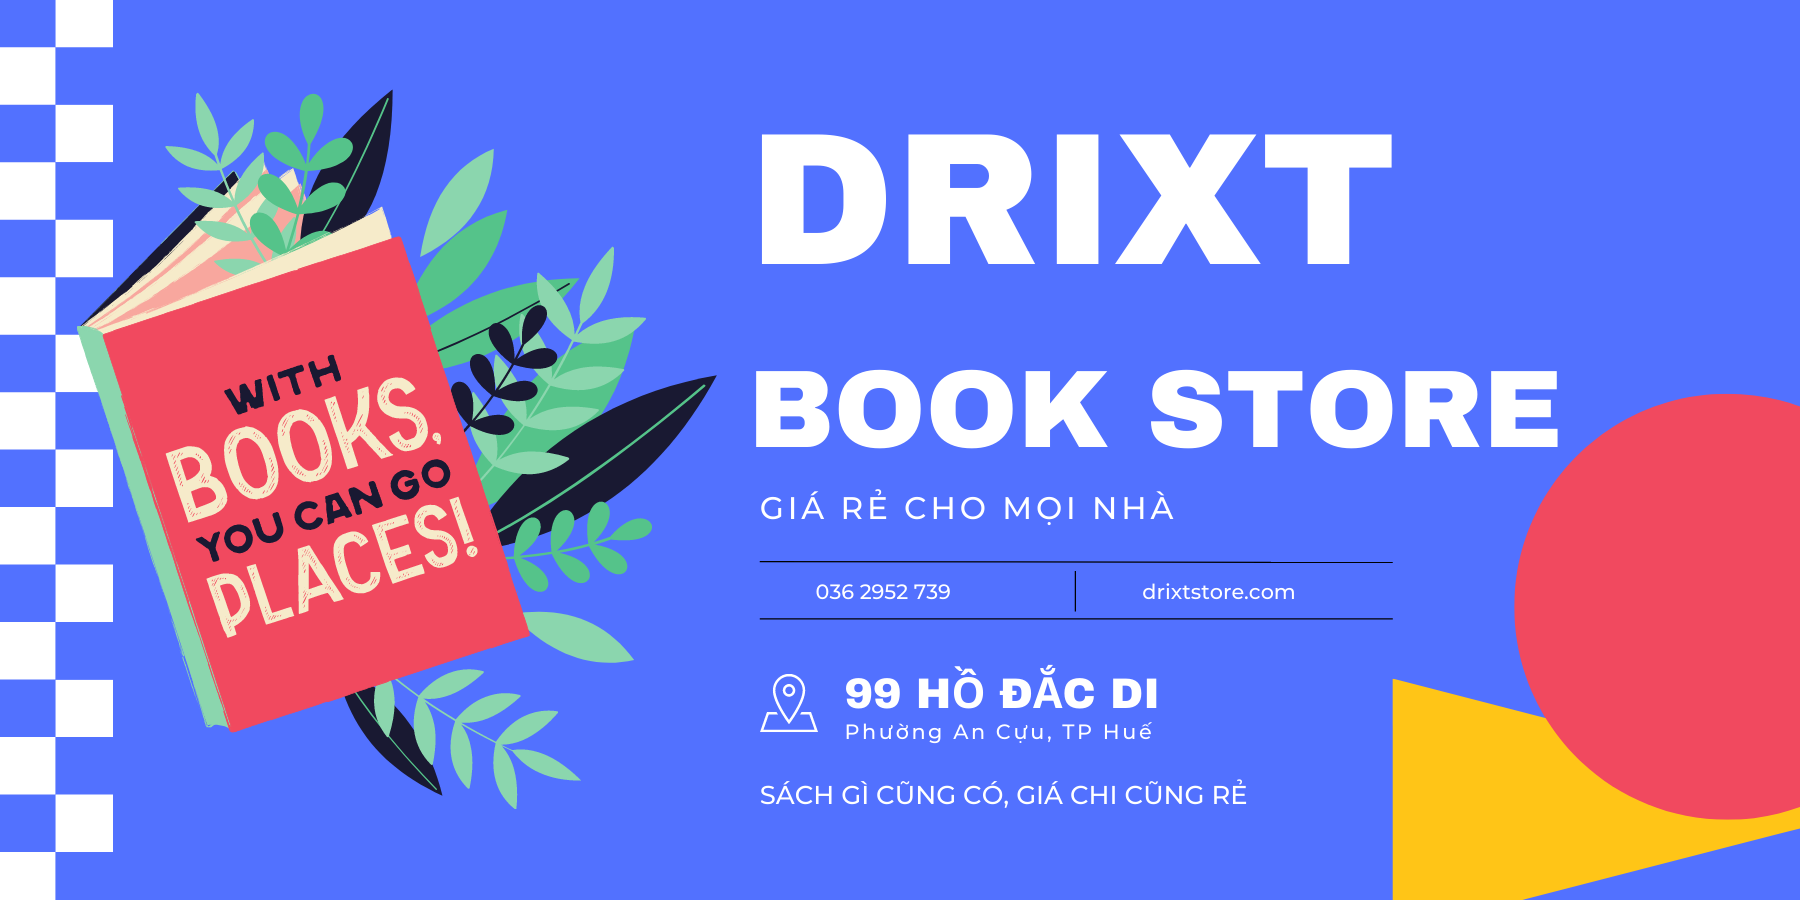 WITH
BOOKS,
YOU CAN GO
PLACES!
DRIXT
BOOK STORE
GIÁ RẺ CHO MỌI NHÀ
036 2952 739
drixtstore.com
99 HỒ ĐẮC DI
Phường An Cựu, TP Huế
SÁCH GÌ CŨNG CÓ, GIÁ CHI CŨNG RẺ